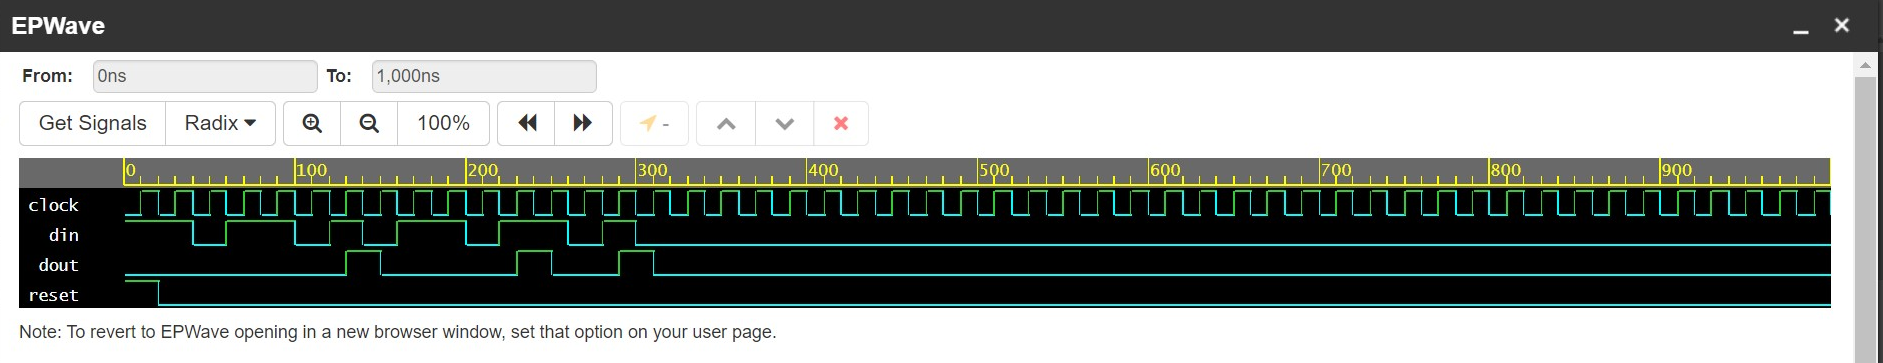 EPWave
From: 0ns To: 1,000ns
Get Signals Radix 100% -
0 100 200 300 400 500 600 700 800 900
clock
din
dout
reset
Note: To revert to EPWave opening in a new browser window, set that option on your user page.